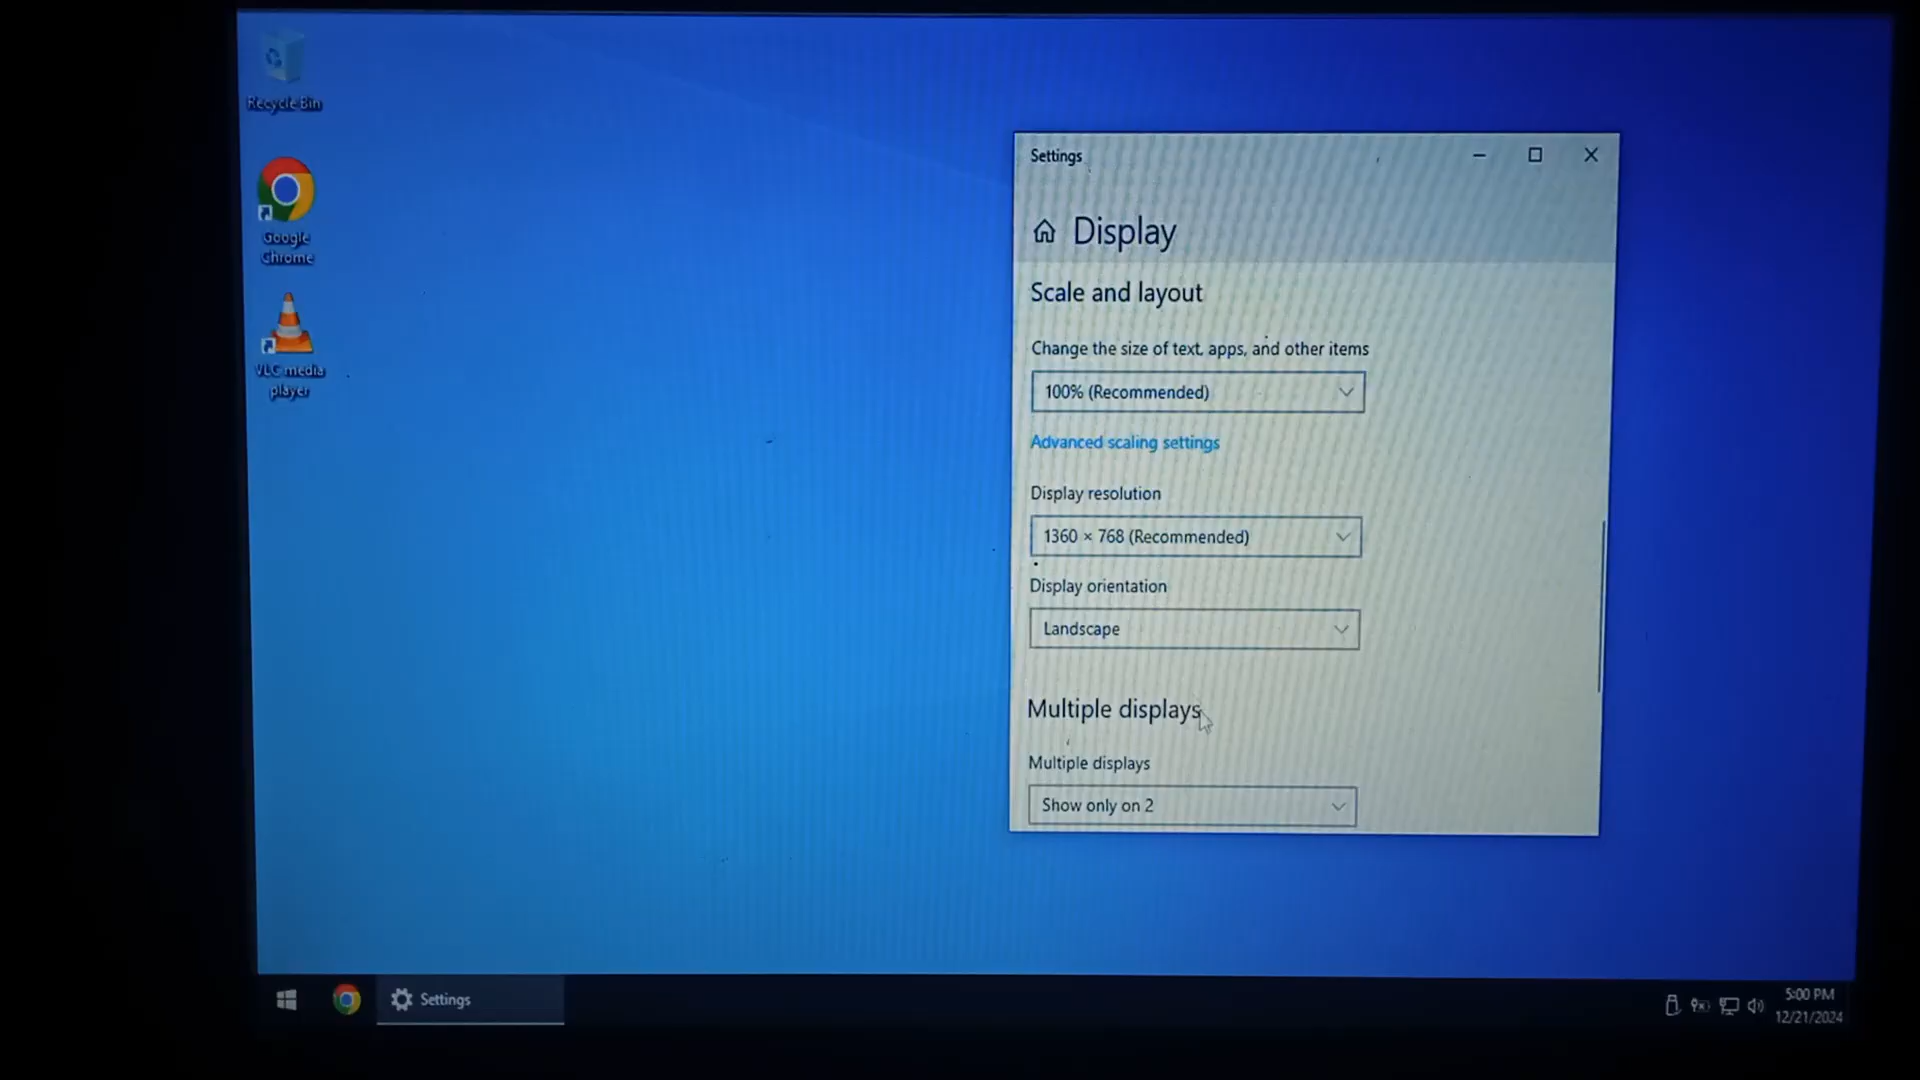 Recycle Bin
Google
Chrome
VLC media
player
Settings
Display
Scale and layout
Change the size of text, apps, and other items
100% (Recommended)
Advanced scaling settings
Display resolution
1360 × 768 (Recommended)
Display orientation
Landscape
Multiple displays
Multiple displays
Show only on 2
Settings
5:00 PM
12/21/2024